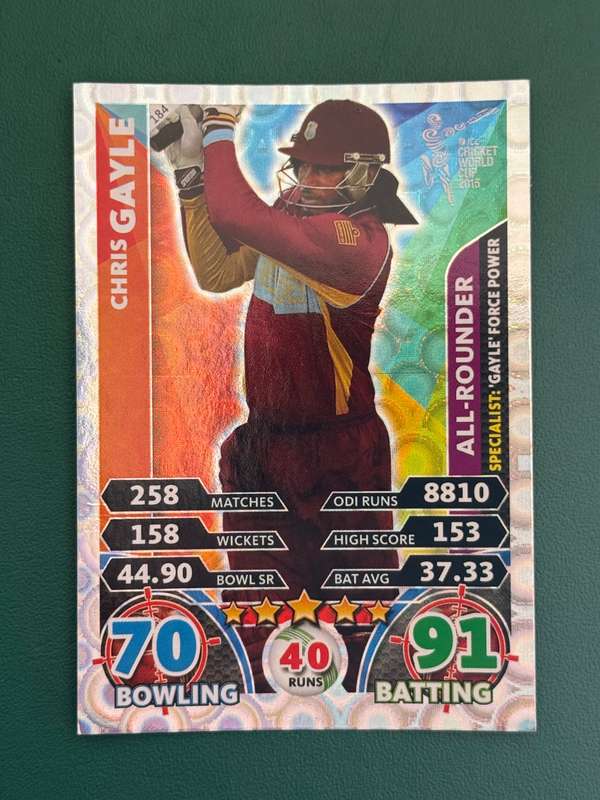 184
CHRIS GAYLE
ICC
CRICKET
WORLD
CUP
2015
ALL-ROUNDER
SPECIALIST: 'GAYLE' FORCE POWER
258 MATCHES
ODI RUNS 8810
158 WICKETS
HIGH SCORE 153
44.90 BOWL SR
BAT AVG 37.33
70
BOWLING
40
RUNS
91
BATTING